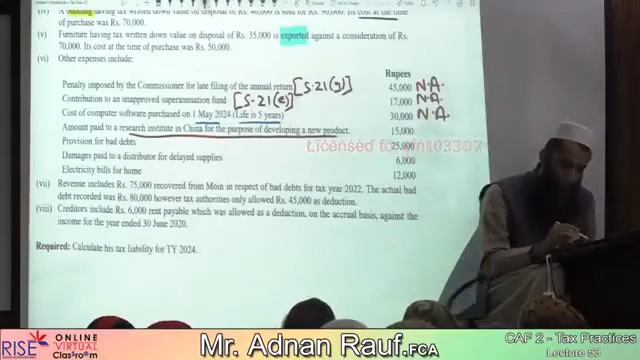 (iv) A building having tax written down value on disposal of Rs. 40,000 is sold for Rs. 90,000. Its cost at the time
of purchase was Rs. 70,000.
(v) Furniture having tax written down value on disposal of Rs. 35,000 is exported against a consideration of Rs.
70,000. Its cost at the time of purchase was Rs. 50,000.
(vi) Other expenses include:
Rupees
Penalty imposed by the Commissioner for late filing of the annual return [S-21(g)] 45,000 N.A.
Contribution to an unapproved superannuation fund [S-21(e)] 17,000 N.A.
Cost of computer software purchased on 1 May 2024 (Life is 5 years) 30,000 N.A.
Amount paid to a research institute in China for the purpose of developing a new product. 15,000
Provision for bad debts 25,000
Damages paid to a distributor for delayed supplies 6,000
Electricity bills for home 12,000
(vii) Revenue includes Rs. 75,000 recovered from Moin in respect of bad debts for tax year 2022. The actual bad
debt recorded was Rs. 80,000 however tax authorities only allowed Rs. 45,000 as deduction.
(viii) Creditors include Rs. 6,000 rent payable which was allowed as a deduction, on the accrual basis, against the
income for the year ended 30 June 2020.
Required: Calculate his tax liability for TY 2024.
Licensed to
RISE
ONLINE
VIRTUAL
Classroom
Mr. Adnan Rauf.FCA
CAF 2 - Tax Practices
Lecture 53